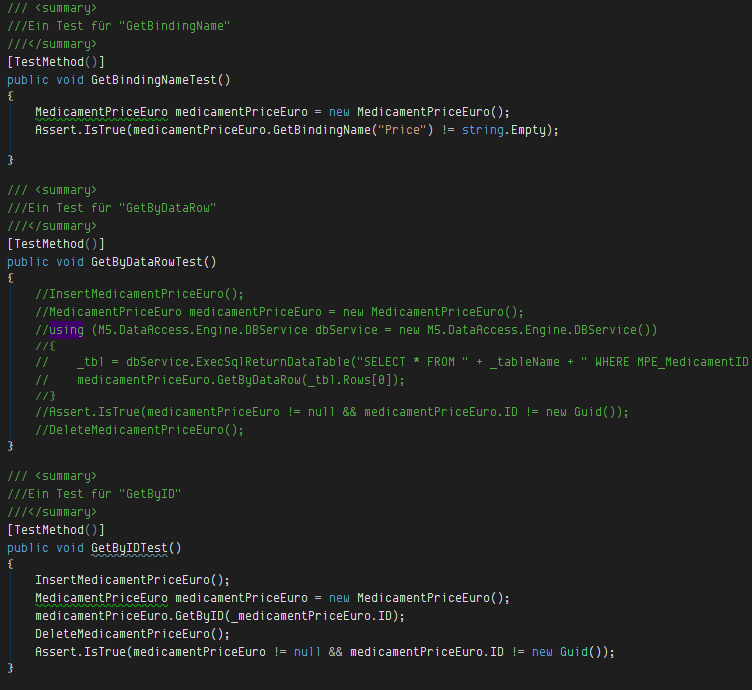 /// <summary>
///Ein Test für "GetBindingName"
///</summary>
[TestMethod()]
public void GetBindingNameTest()
{
MedicamentPriceEuro medicamentPriceEuro = new MedicamentPriceEuro();
Assert.IsTrue(medicamentPriceEuro.GetBindingName("Price") != string.Empty);
}
/// <summary>
///Ein Test für "GetByDataRow"
///</summary>
[TestMethod()]
public void GetByDataRowTest()
{
//InsertMedicamentPriceEuro();
//MedicamentPriceEuro medicamentPriceEuro = new MedicamentPriceEuro();
//using (M5.DataAccess.Engine.DBService dbService = new M5.DataAccess.Engine.DBService())
//{
//    _tbl = dbService.ExecSqlReturnDataTable("SELECT * FROM " + _tableName + " WHERE MPE_MedicamentID
//    medicamentPriceEuro.GetByDataRow(_tbl.Rows[0]);
//}
//Assert.IsTrue(medicamentPriceEuro != null && medicamentPriceEuro.ID != new Guid());
//DeleteMedicamentPriceEuro();
}
/// <summary>
///Ein Test für "GetByID"
///</summary>
[TestMethod()]
public void GetByIDTest()
{
InsertMedicamentPriceEuro();
MedicamentPriceEuro medicamentPriceEuro = new MedicamentPriceEuro();
medicamentPriceEuro.GetByID(_medicamentPriceEuro.ID);
DeleteMedicamentPriceEuro();
Assert.IsTrue(medicamentPriceEuro != null && medicamentPriceEuro.ID != new Guid());
}